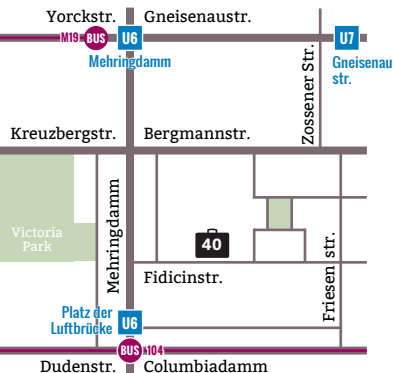 Yorckstr. Gneisenaustr.
M19 BUS U6 U7
Mehringdamm
Gneisenau
str.
Zossener Str.
Kreuzbergstr. Bergmannstr.
Mehringdamm
Victoria
Park
40
Friesen str.
Fidicinstr.
Platz der
Luftbrücke U6
BUS 104
Dudenstr. Columbiadamm